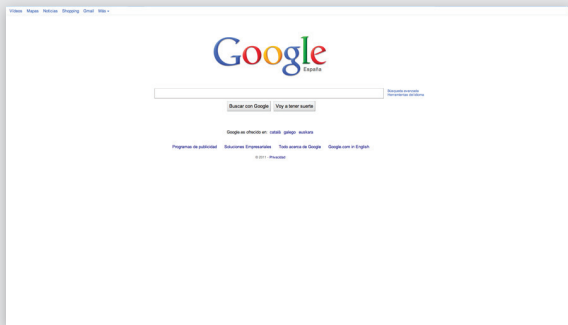 Vídeos Mapas Noticias Shopping Gmail Más
Google
España
Búsqueda avanzada
Herramientas del idioma
Buscar con Google Voy a tener suerte
Google.es ofrecido en: català galego euskara
Programas de publicidad Soluciones Empresariales Todo acerca de Google Google.com in English
© 2011 - Privacidad